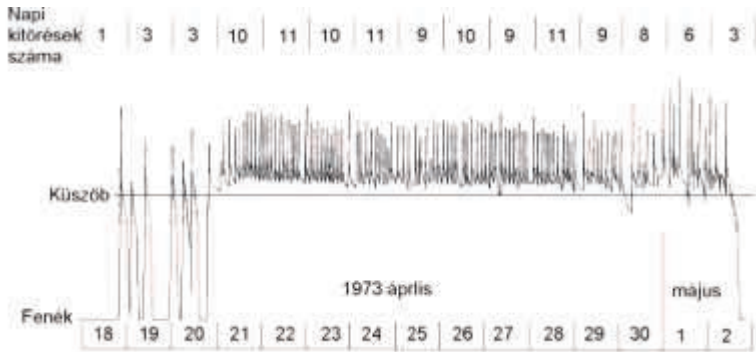 Napi
kitörések
száma
1 3 3 10 11 10 11 9 10 9 11 9 8 6 3
Küszöb
1973 áprlis
május
Fenék
18 19 20 21 22 23 24 25 26 27 28 29 30 1 2